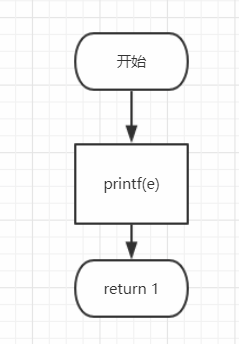 开始
printf(e)
return 1